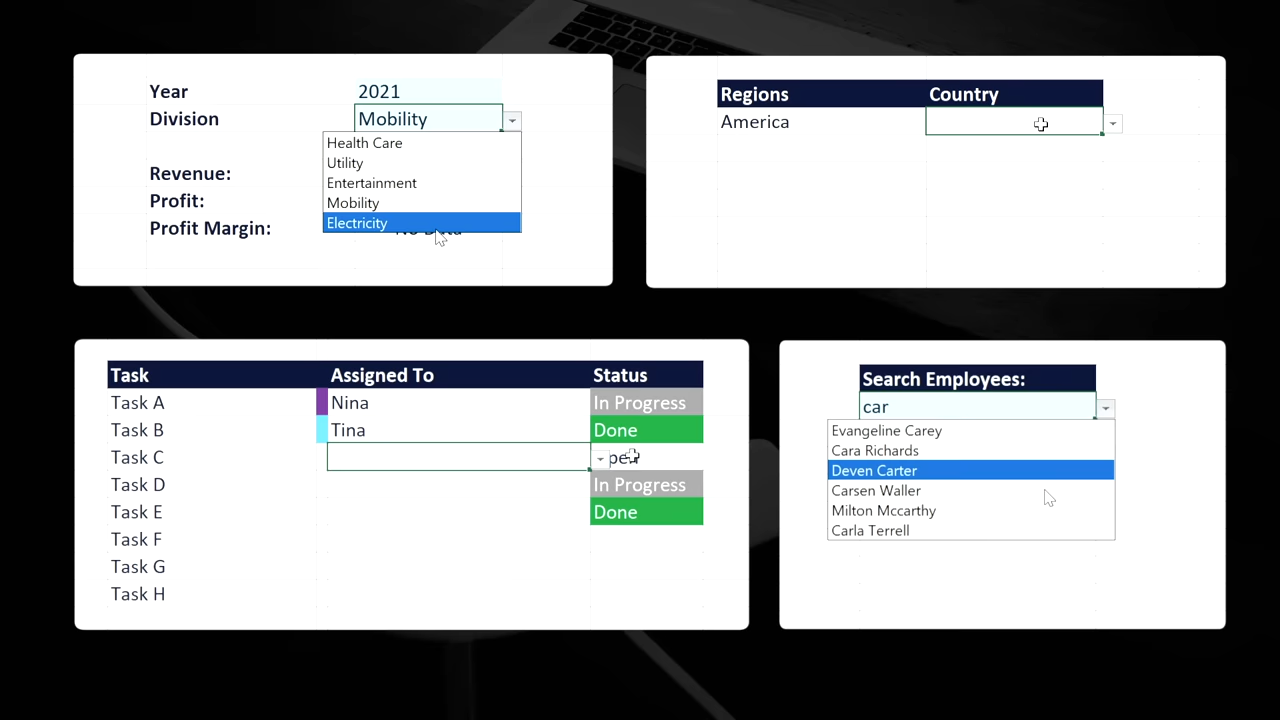 Year 2021
Division Mobility
Health Care
Utility
Entertainment
Mobility
Electricity
Revenue:
Profit:
Profit Margin:
Regions Country
America
Task Assigned To Status
Task A Nina In Progress
Task B Tina Done
Task C
Task D In Progress
Task E Done
Task F
Task G
Task H
Search Employees:
car
Evangeline Carey
Cara Richards
Deven Carter
Carsen Waller
Milton Mccarthy
Carla Terrell